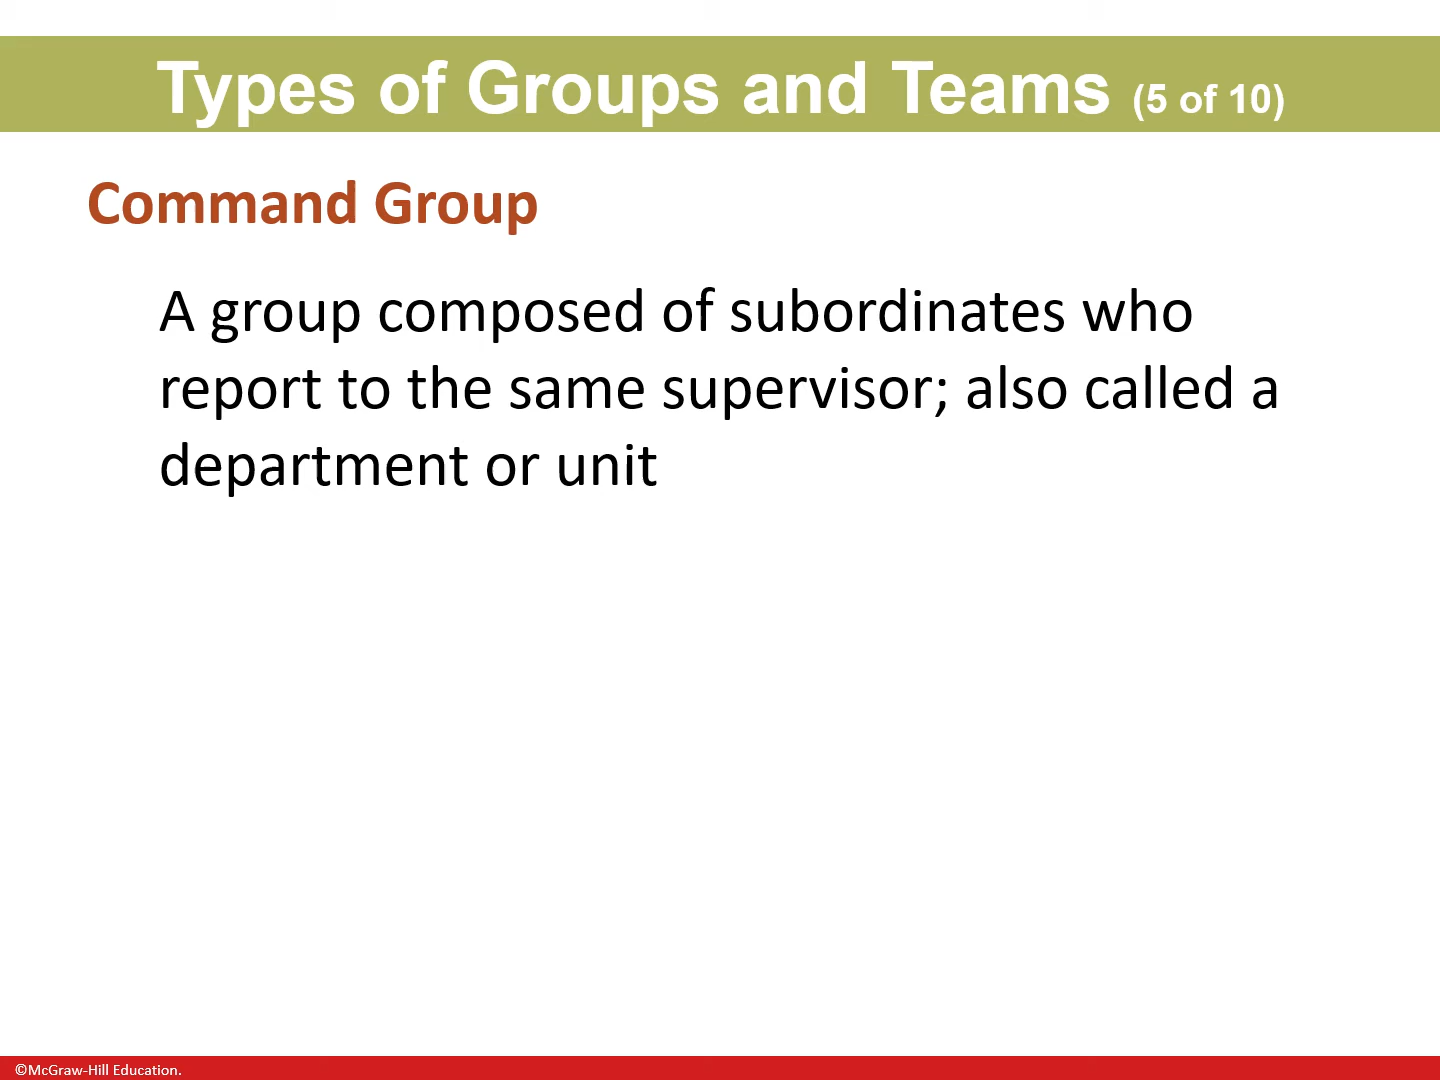 Types of Groups and Teams (5 of 10)
Command Group
A group composed of subordinates who
report to the same supervisor; also called a
department or unit
©McGraw-Hill Education.